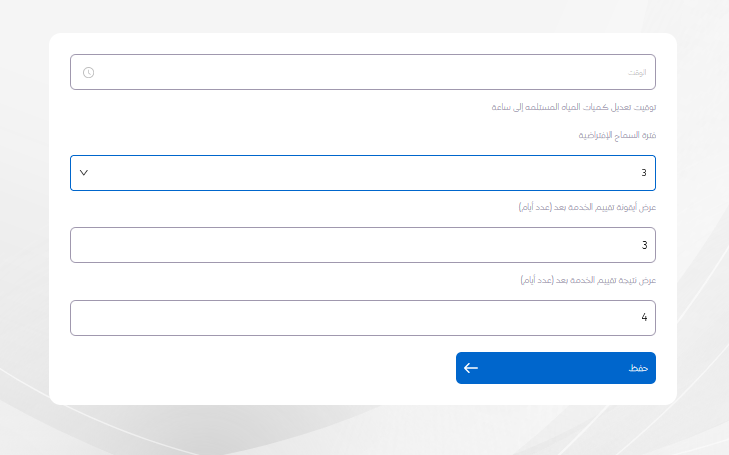 الوقت
توقيت تعديل كميات المياه المستلمه إلى ساعة
فترة السماح الإفتراضية
3
عرض أيقونة تقييم الخدمة بعد (عدد أيام)
3
عرض نتيجة تقييم الخدمة بعد (عدد أيام)
4
حفظ